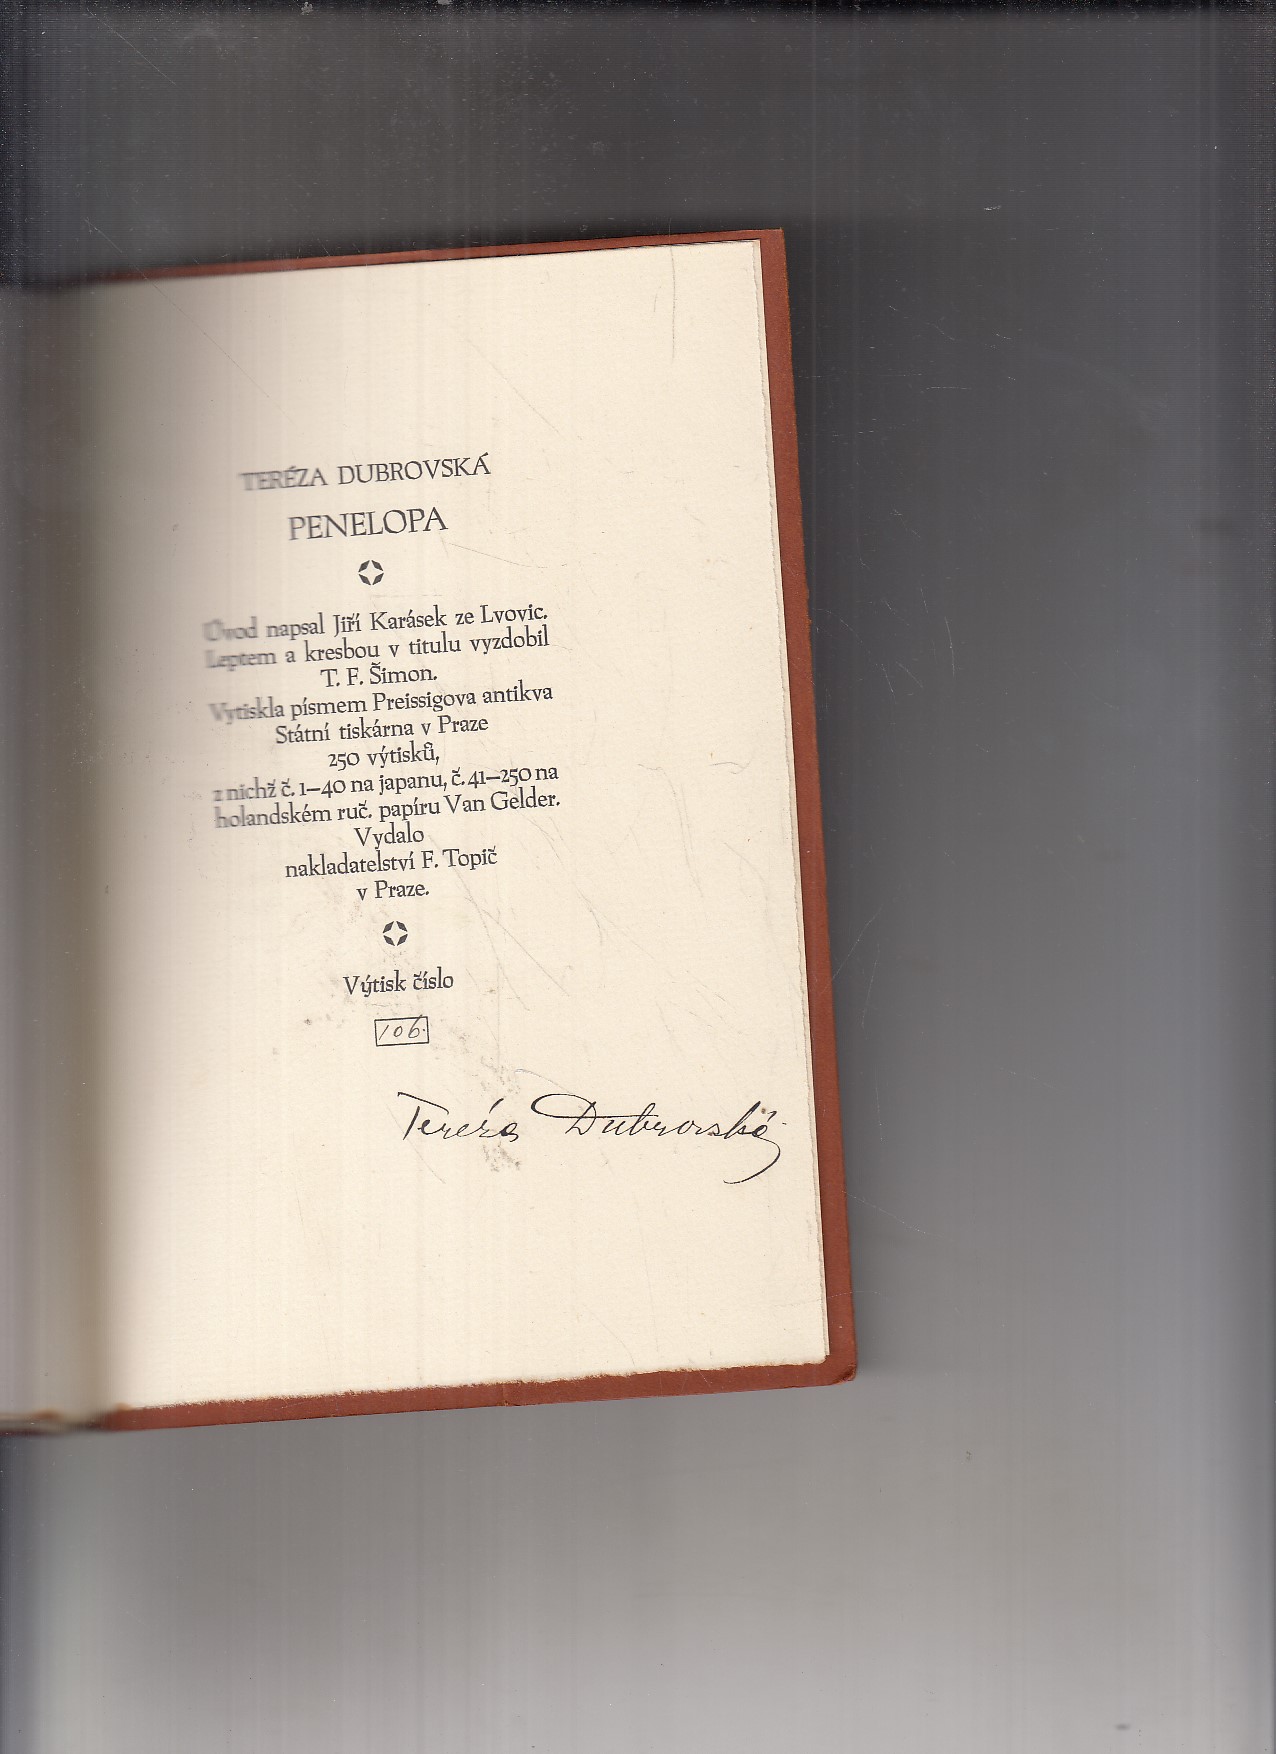 TERÉZA DUBROVSKÁ
PENELOPA
Úvod napsal Jiří Karásek ze Lvovic.
Leptem a kresbou v titulu vyzdobil
T. F. Šimon.
Vytiskla písmem Preissigova antikva
Státní tiskárna v Praze
250 výtisků,
z nichž č. 1–40 na japanu, č. 41–250 na
holandském ruč. papíru Van Gelder.
Vydalo
nakladatelství F. Topič
v Praze.
Výtisk číslo
106.
Teréza Dubrovská